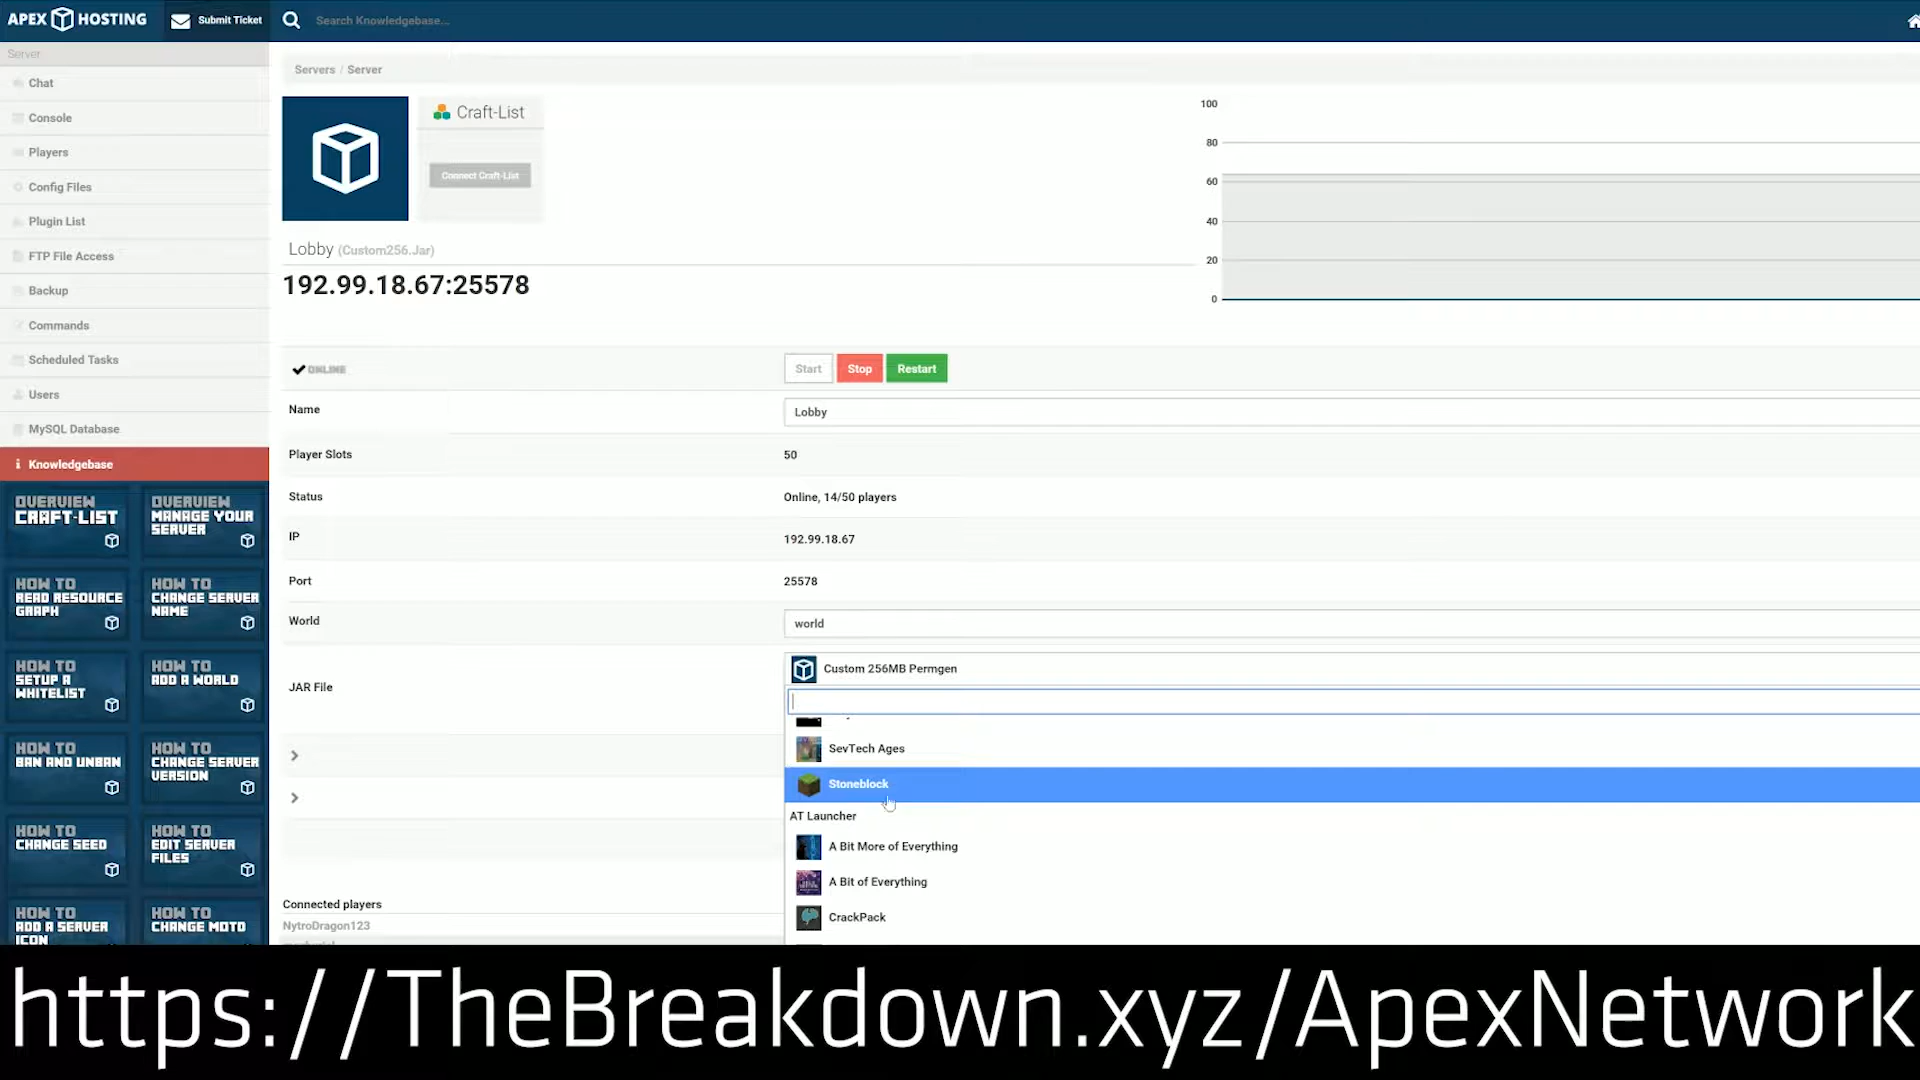 APEX HOSTING
Submit Ticket
Search Knowledgebase...
Server
Chat
Console
Players
Config Files
Plugin List
FTP File Access
Backup
Commands
Scheduled Tasks
Users
MySQL Database
Knowledgebase
OVERVIEW
CRAFT-LIST
OVERVIEW
MANAGE YOUR
SERVER
HOW TO
READ RESOURCE
GRAPH
HOW TO
CHANGE SERVER
NAME
HOW TO
SETUP A
WHITELIST
HOW TO
ADD A WORLD
HOW TO
BAN AND UNBAN
HOW TO
CHANGE SERVER
VERSION
HOW TO
CHANGE SEED
HOW TO
EDIT SERVER
FILES
HOW TO
ADD A SERVER
ICON
HOW TO
CHANGE MOTD
Servers / Server
Craft-List
Connect Craft-List
Lobby (Custom256.Jar)
192.99.18.67:25578
100
80
60
40
20
0
ONLINE
Start
Stop
Restart
Name
Lobby
Player Slots
50
Status
Online, 14/50 players
IP
192.99.18.67
Port
25578
World
world
JAR File
Custom 256MB Permgen
SevTech Ages
Stoneblock
AT Launcher
A Bit More of Everything
A Bit of Everything
CrackPack
Connected players
NytroDragon123
https://TheBreakdown.xyz/ApexNetwork